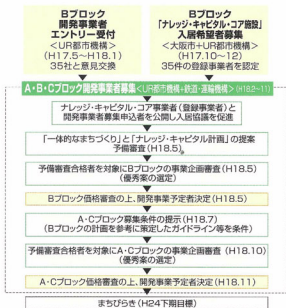 Bブロック
開発事業者
エントリー受付
<UR都市機構>
(H17.5～H18.1)
35社と意見交換
Bブロック
「ナレッジ・キャピタル・コア施設」
入居希望者募集
<大阪市+UR都市機構>
(H17.10～12)
35件の登録事業者を認定
A・B・Cブロック開発事業者募集<UR都市機構+鉄道・運輸機構>(H18.2～11)
ナレッジ・キャピタル・コア事業者(登録事業者)と
開発事業者募集申込者を公開し入居協議を促進
「一体的なまちづくり」と「ナレッジ・キャピタル計画」の提案
予備審査(H18.5)
予備審査合格者を対象にBブロックの事業企画審査(H18.5)
(優秀案の選定)
Bブロック価格審査の上、開発事業予定者決定(H18.5)
A・Cブロック募集条件の提示(H18.7)
(Bブロックの計画を参考に策定したガイドライン等を条件)
予備審査合格者を対象にA・Cブロックの事業企画審査(H18.10)
(優秀案の選定)
A・Cブロック価格審査の上、開発事業予定者決定(H18.11)
まちびらき(H24下期目標)